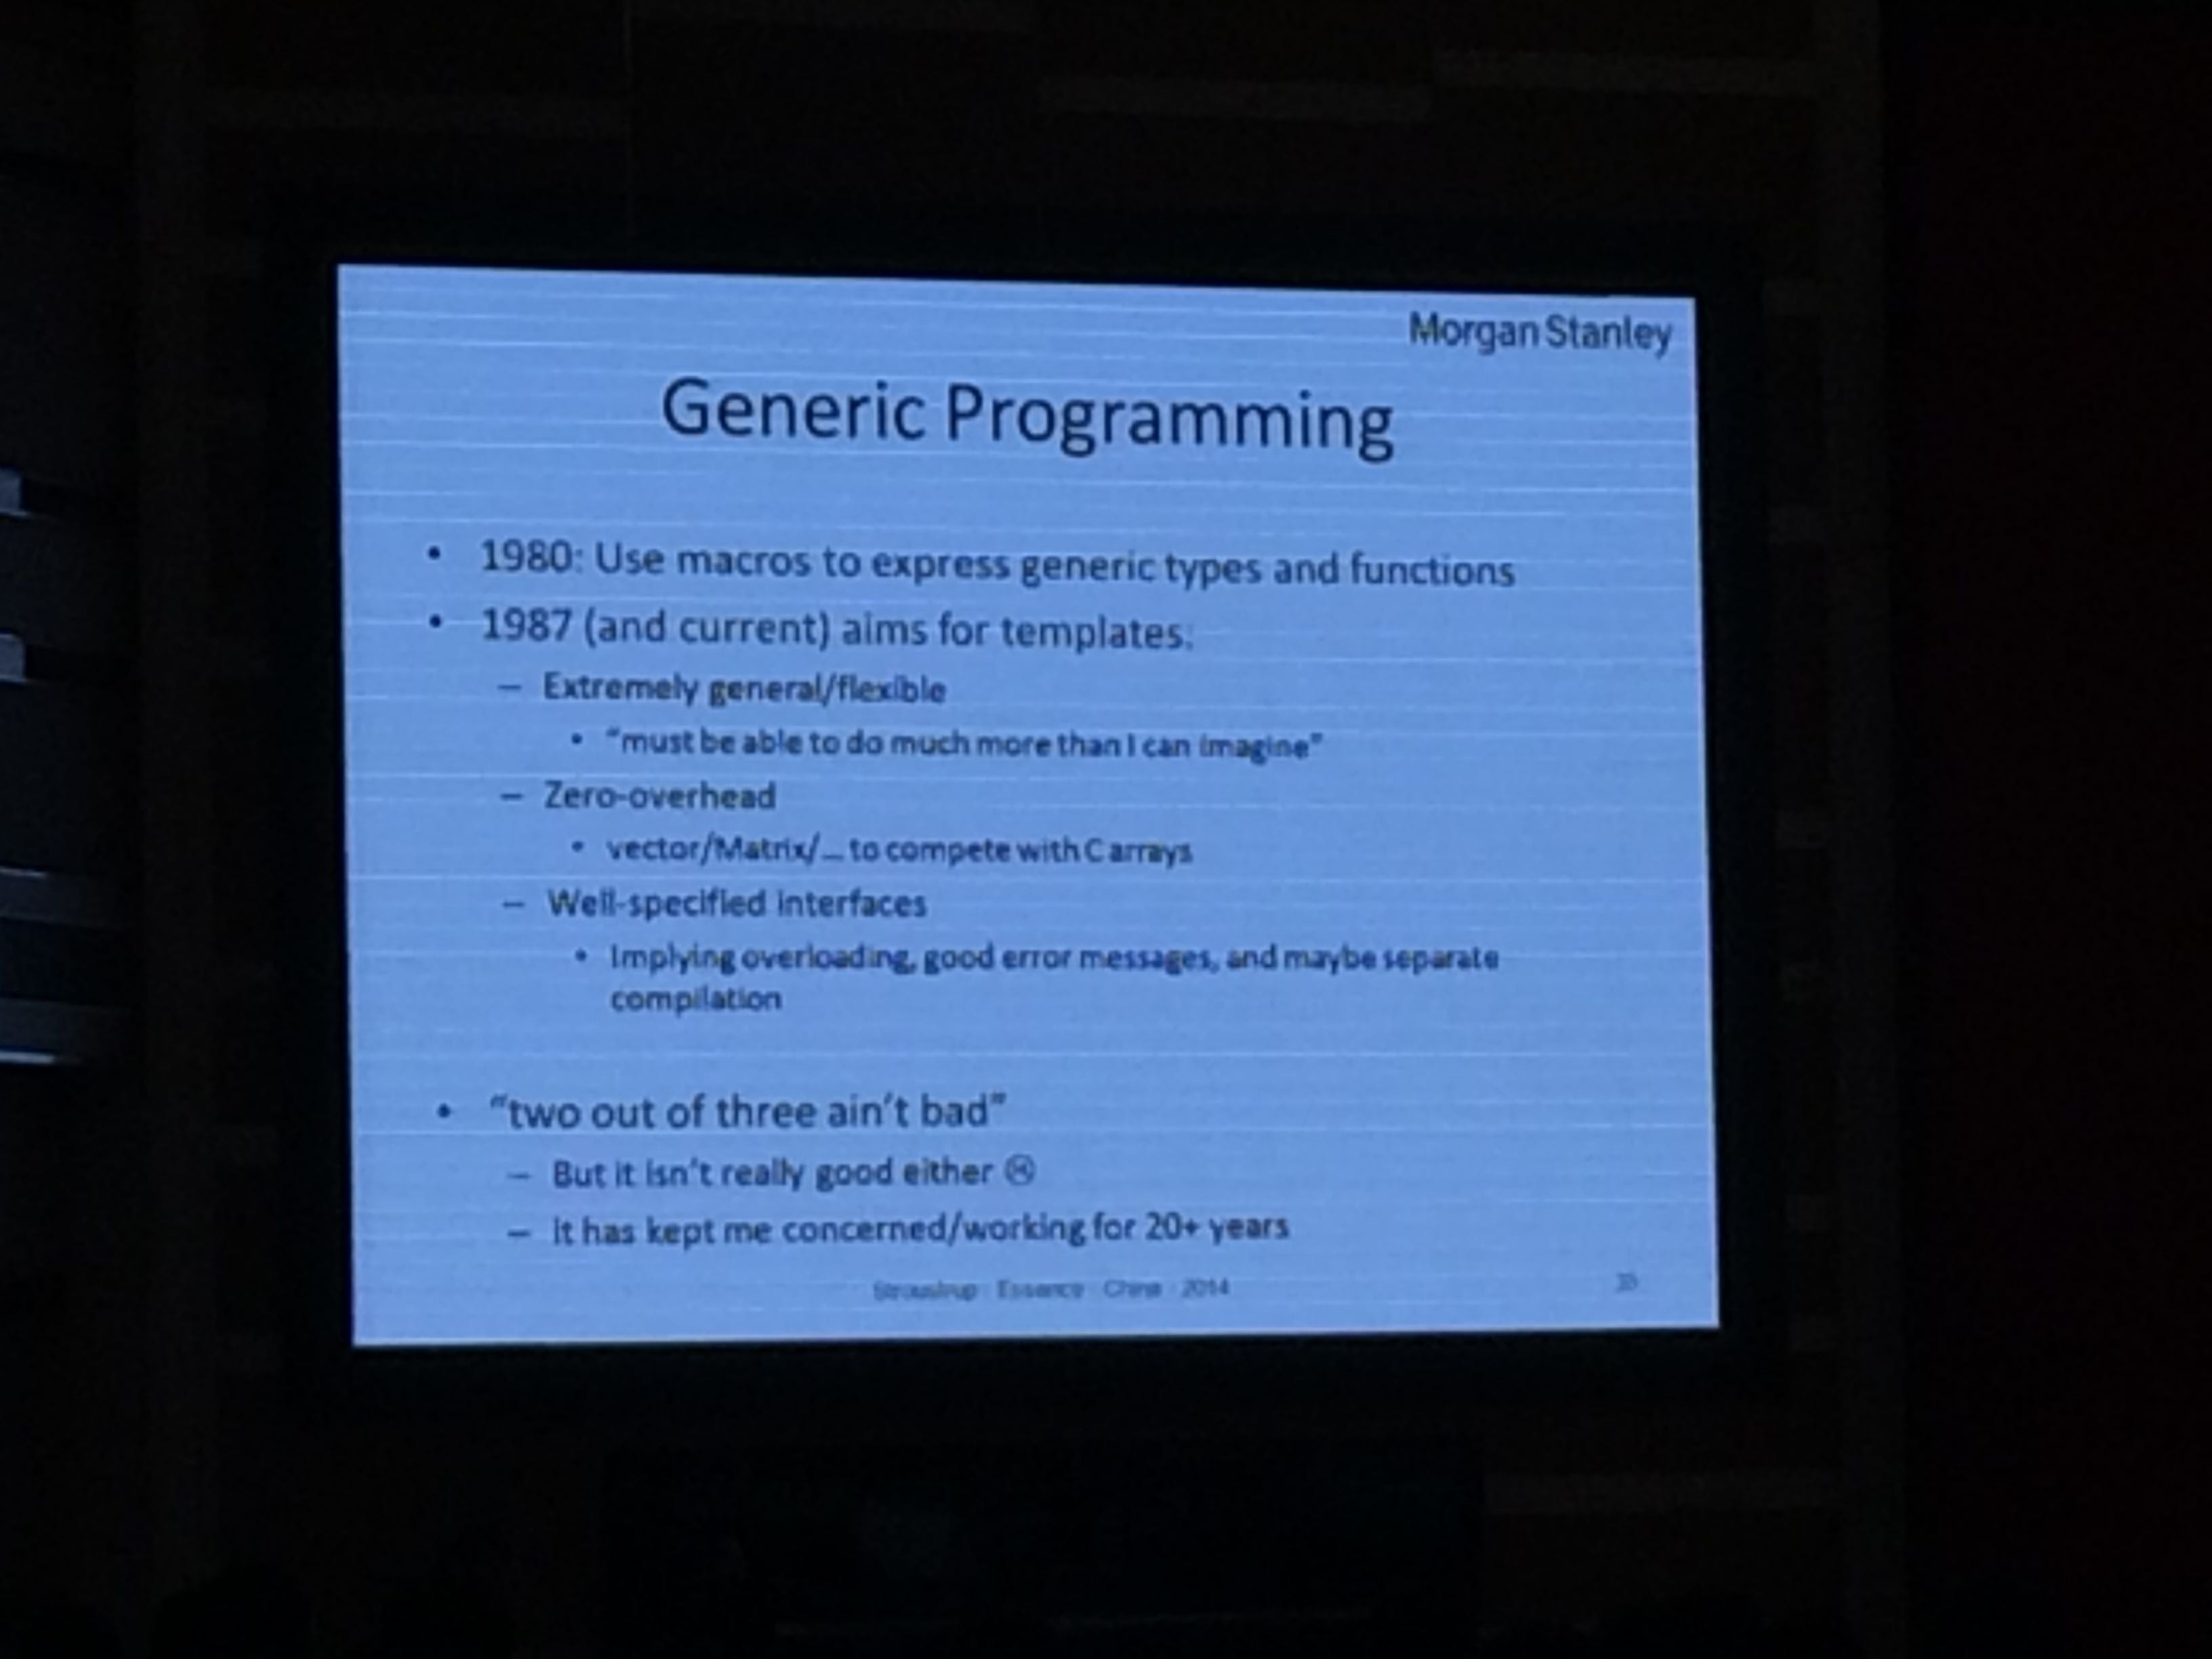 Morgan Stanley
Generic Programming
• 1980: Use macros to express generic types and functions
• 1987 (and current) aims for templates:
– Extremely general/flexible
• “must be able to do much more than I can imagine”
– Zero-overhead
• vector/Matrix/... to compete with C arrays
– Well-specified interfaces
• Implying overloading, good error messages, and maybe separate
compilation
• “two out of three ain’t bad”
– But it isn’t really good either ☹
– it has kept me concerned/working for 20+ years
Stroustrup - Essence - China - 2014